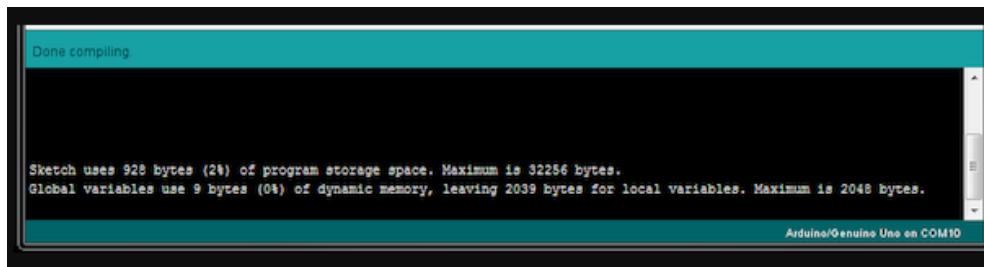 Done compiling.
Sketch uses 928 bytes (2%) of program storage space. Maximum is 32256 bytes.
Global variables use 9 bytes (0%) of dynamic memory, leaving 2039 bytes for local variables. Maximum is 2048 bytes.
Arduino/Genuino Uno on COM10